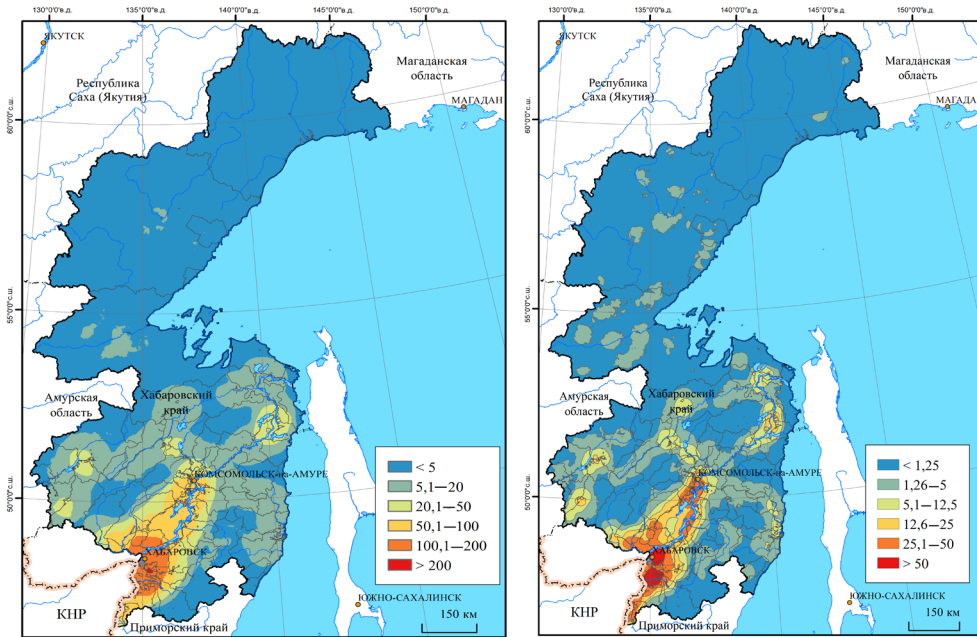 130°0'0"в.д.
135°0'0"в.д.
140°0'0"в.д.
145°0'0"в.д.
150°0'0"в.д.
ЯКУТСК
Республика
Саха (Якутия)
Магаданская
область
МАГАДАН
60°0'0"с.ш.
55°0'0"с.ш.
50°0'0"с.ш.
Амурская
область
Хабаровский
край
КОМСОМОЛЬСК-на-АМУРЕ
ХАБАРОВСК
КНР
Приморский край
ЮЖНО-САХАЛИНСК
< 5
5,1—20
20,1—50
50,1—100
100,1—200
> 200
150 км
130°0'0"в.д.
135°0'0"в.д.
140°0'0"в.д.
145°0'0"в.д.
150°0'0"в.д.
ЯКУТСК
Республика
Саха (Якутия)
Магаданская
область
МАГАДА
60°0'0"с.ш.
55°0'0"с.ш.
50°0'0"с.ш.
Амурская
область
Хабаровский
край
КОМСОМОЛЬСК-на-АМУРЕ
ХАБАРОВСК
КНР
Приморский край
ЮЖНО-САХАЛИНСК
< 1,25
1,26—5
5,1—12,5
12,6—25
25,1—50
> 50
150 км